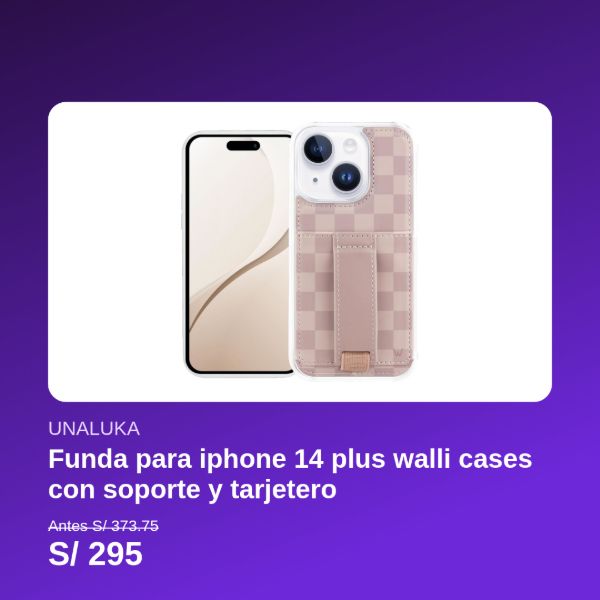 UNALUKA
Funda para iphone 14 plus walli cases
con soporte y tarjetero
Antes S/ 373.75
S/ 295